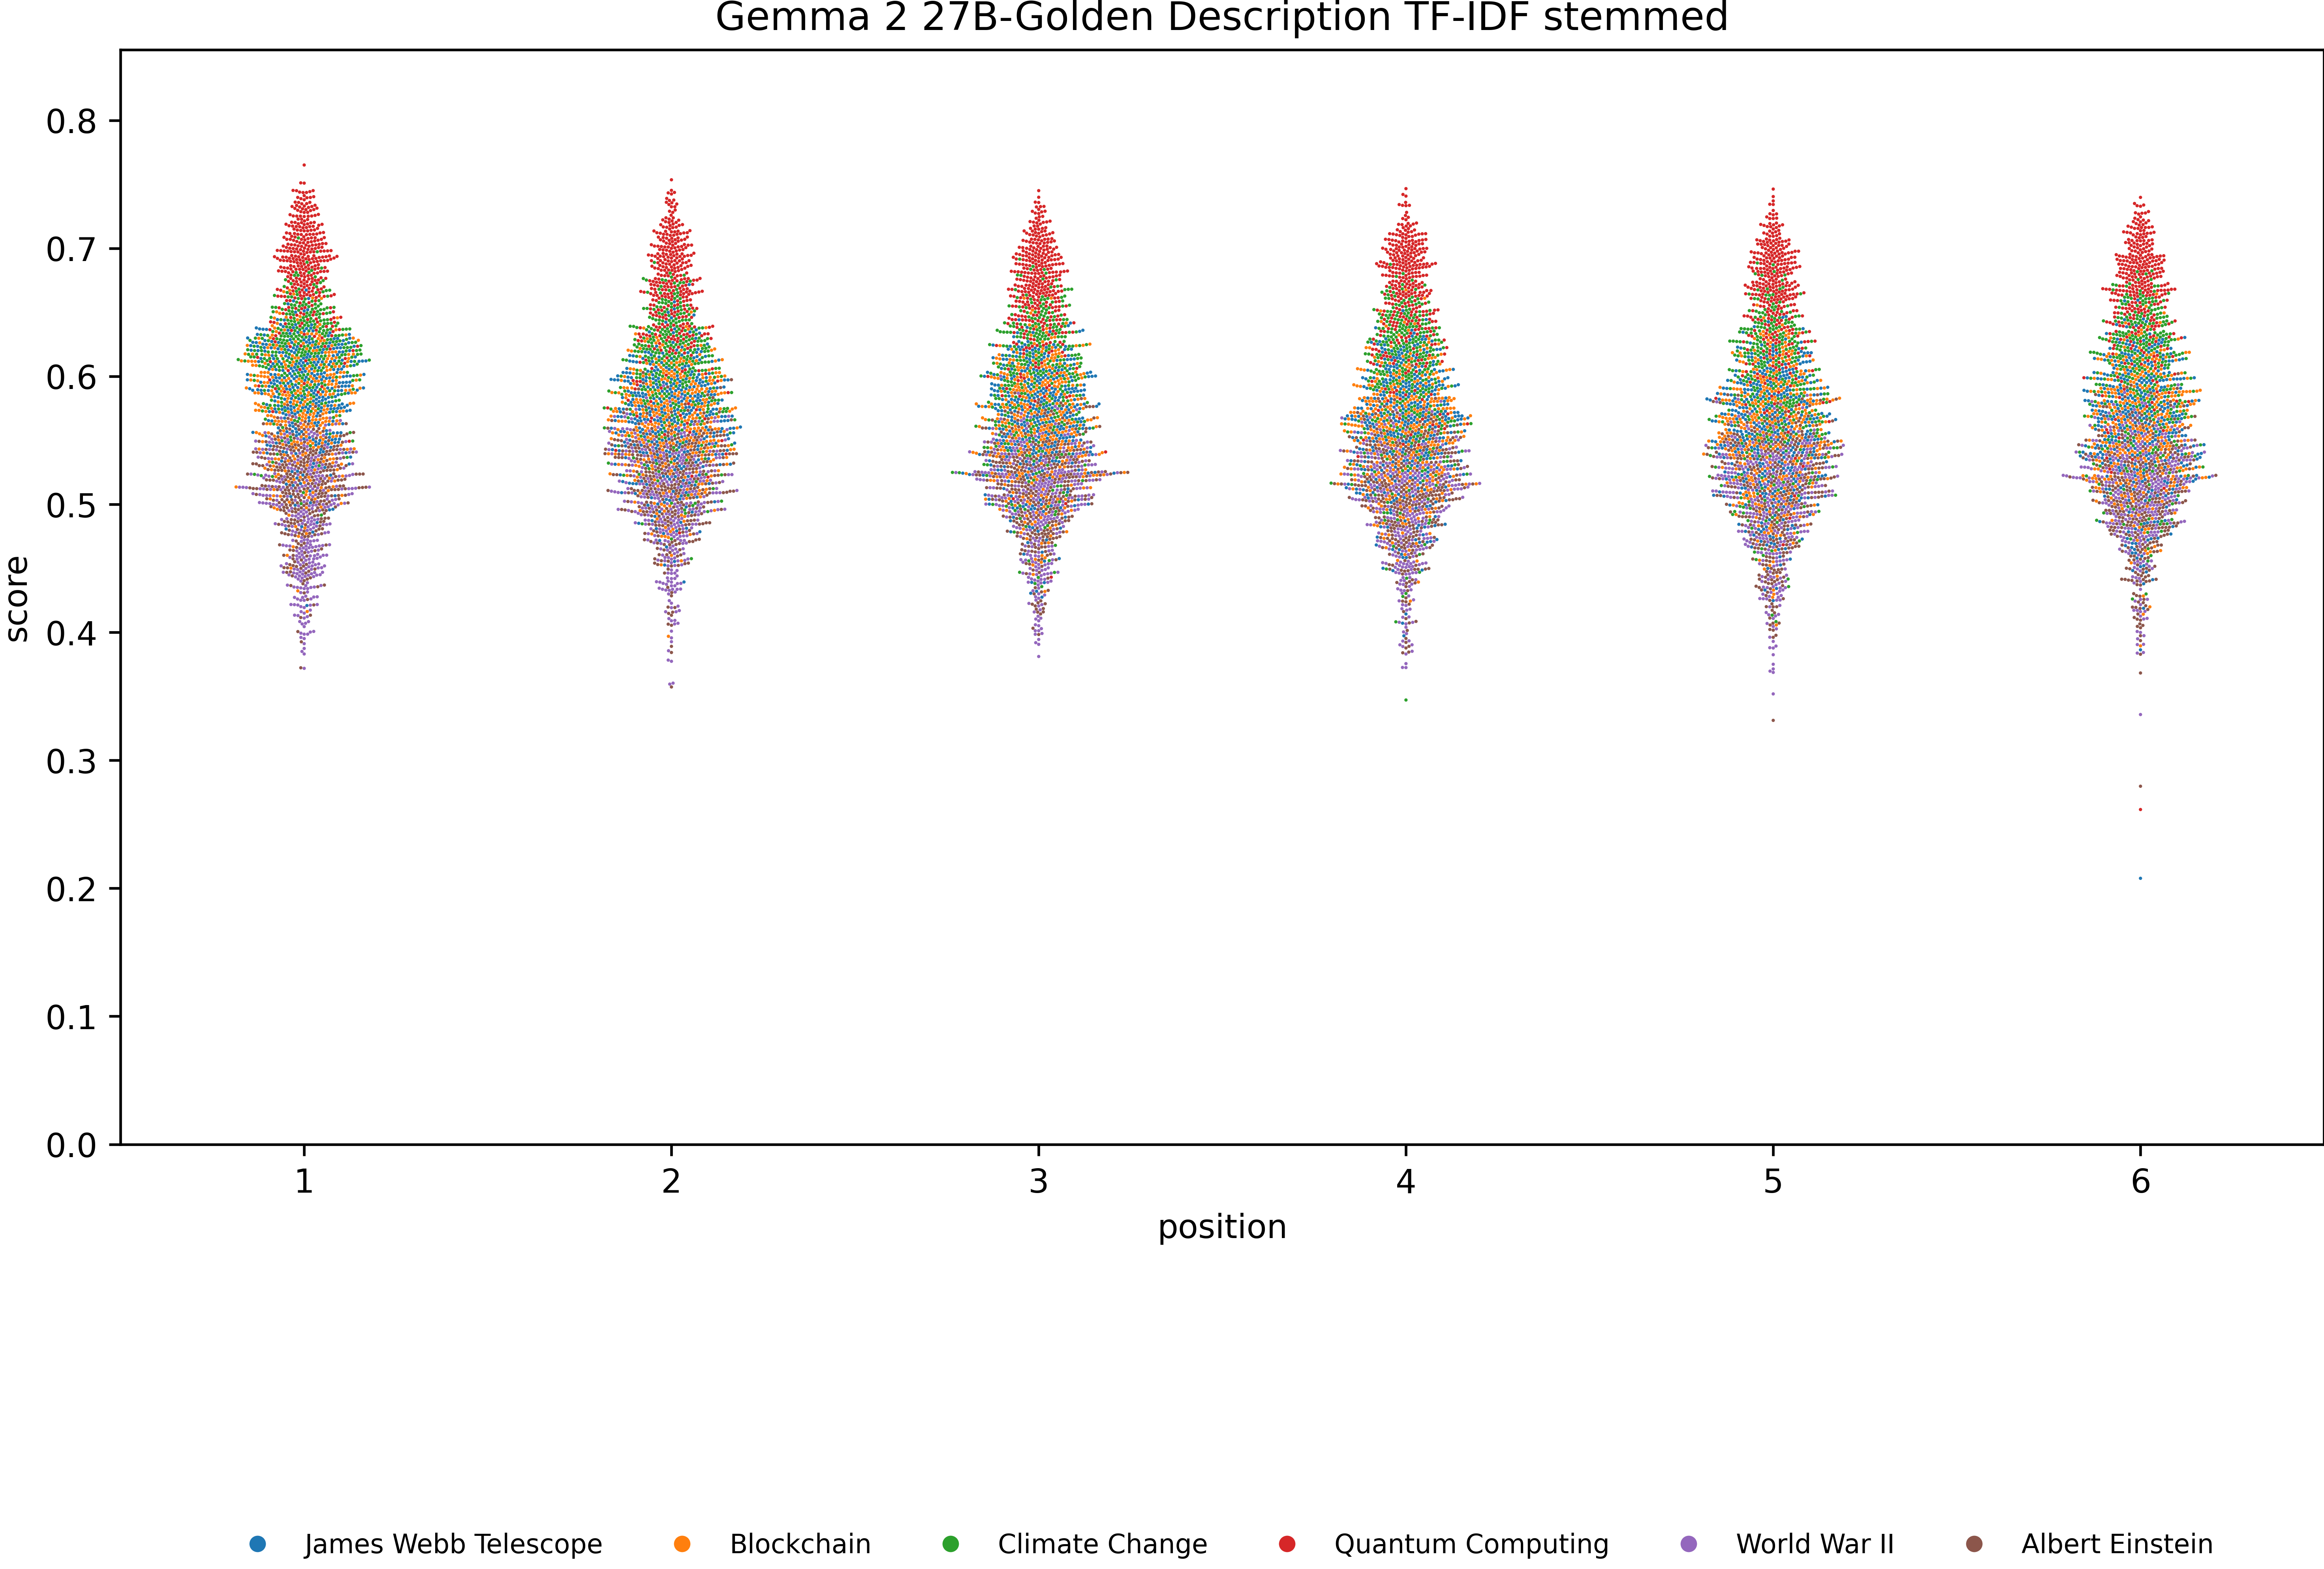 Gemma 2 27B-Golden Description TF-IDF stemmed
score
0.8
0.7
0.6
0.5
0.4
0.3
0.2
0.1
0.0
1 2 3 4 5 6
position
James Webb Telescope Blockchain Climate Change Quantum Computing World War II Albert Einstein